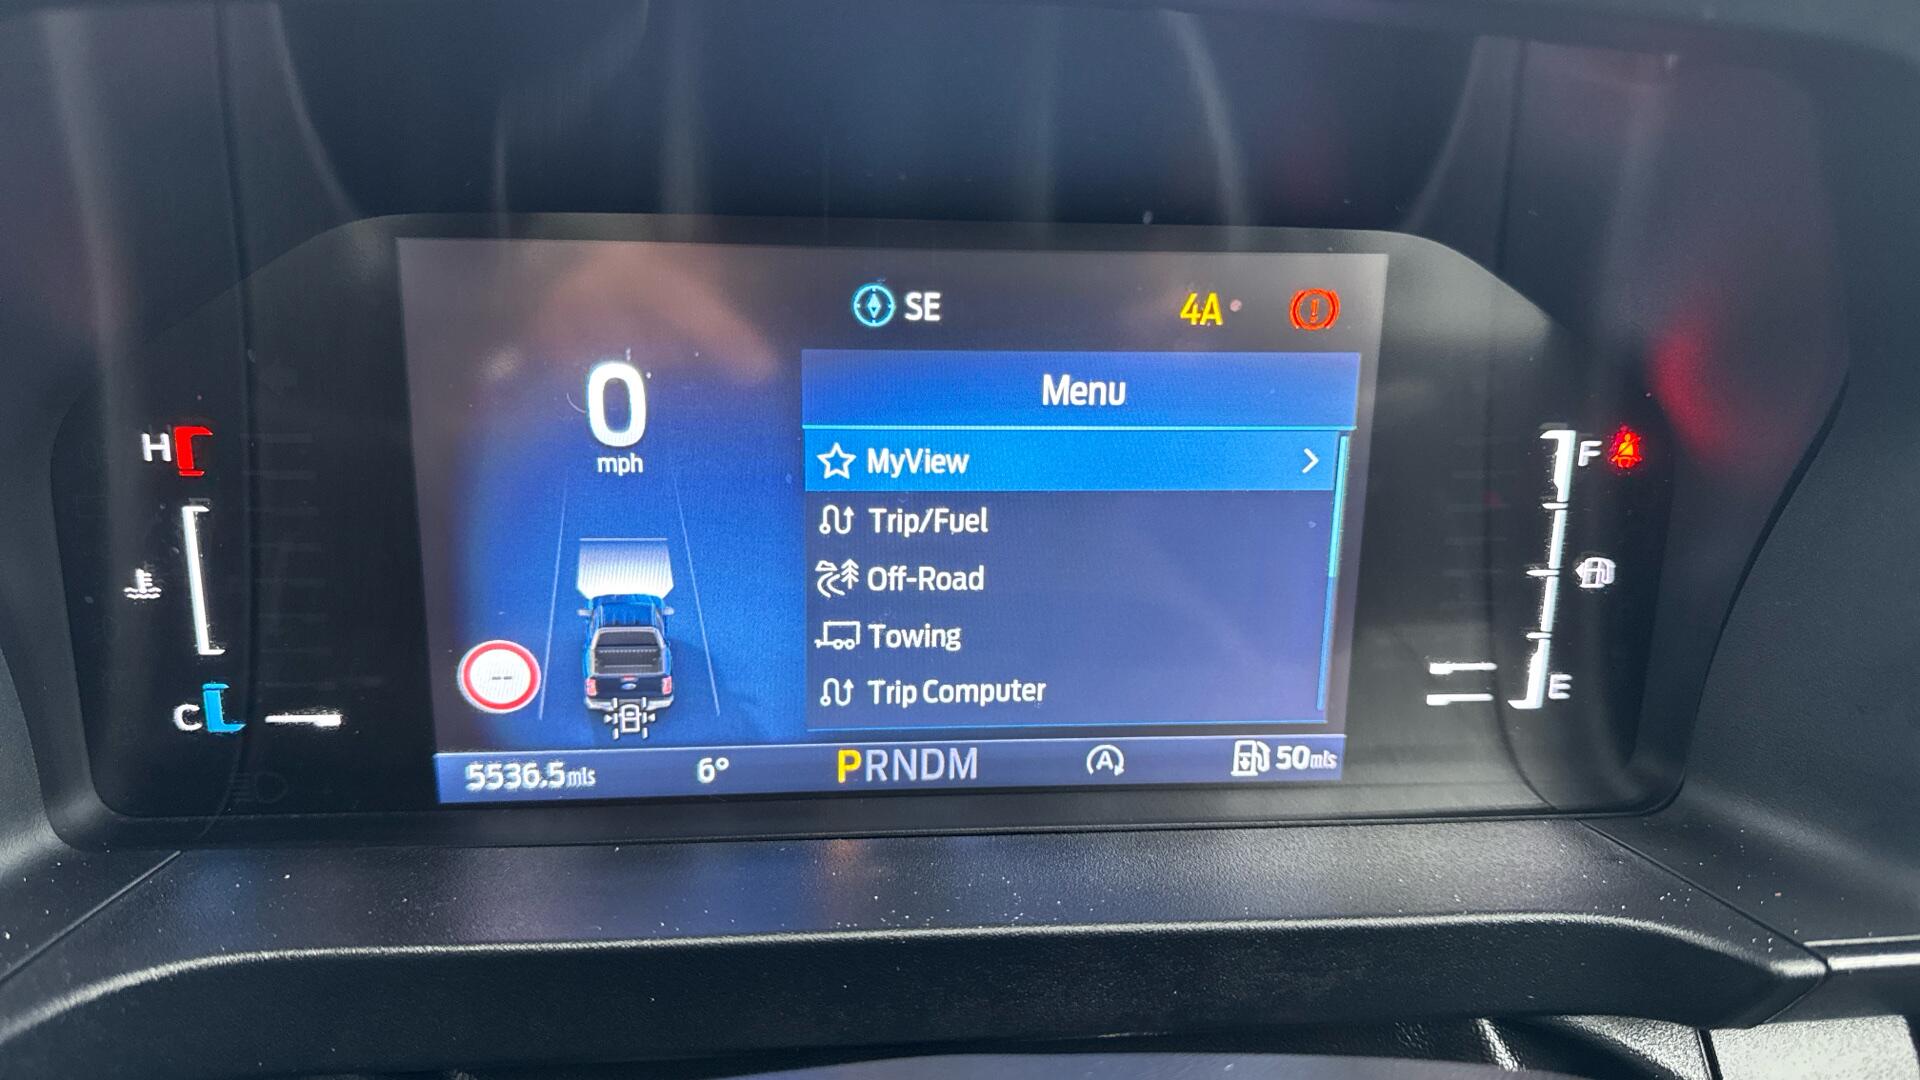 SE
4A
0
mph
Menu
MyView
Trip/Fuel
Off-Road
Towing
Trip Computer
H
C
F
E
--
5536.5mls
6°
PRNDM
A
50mls